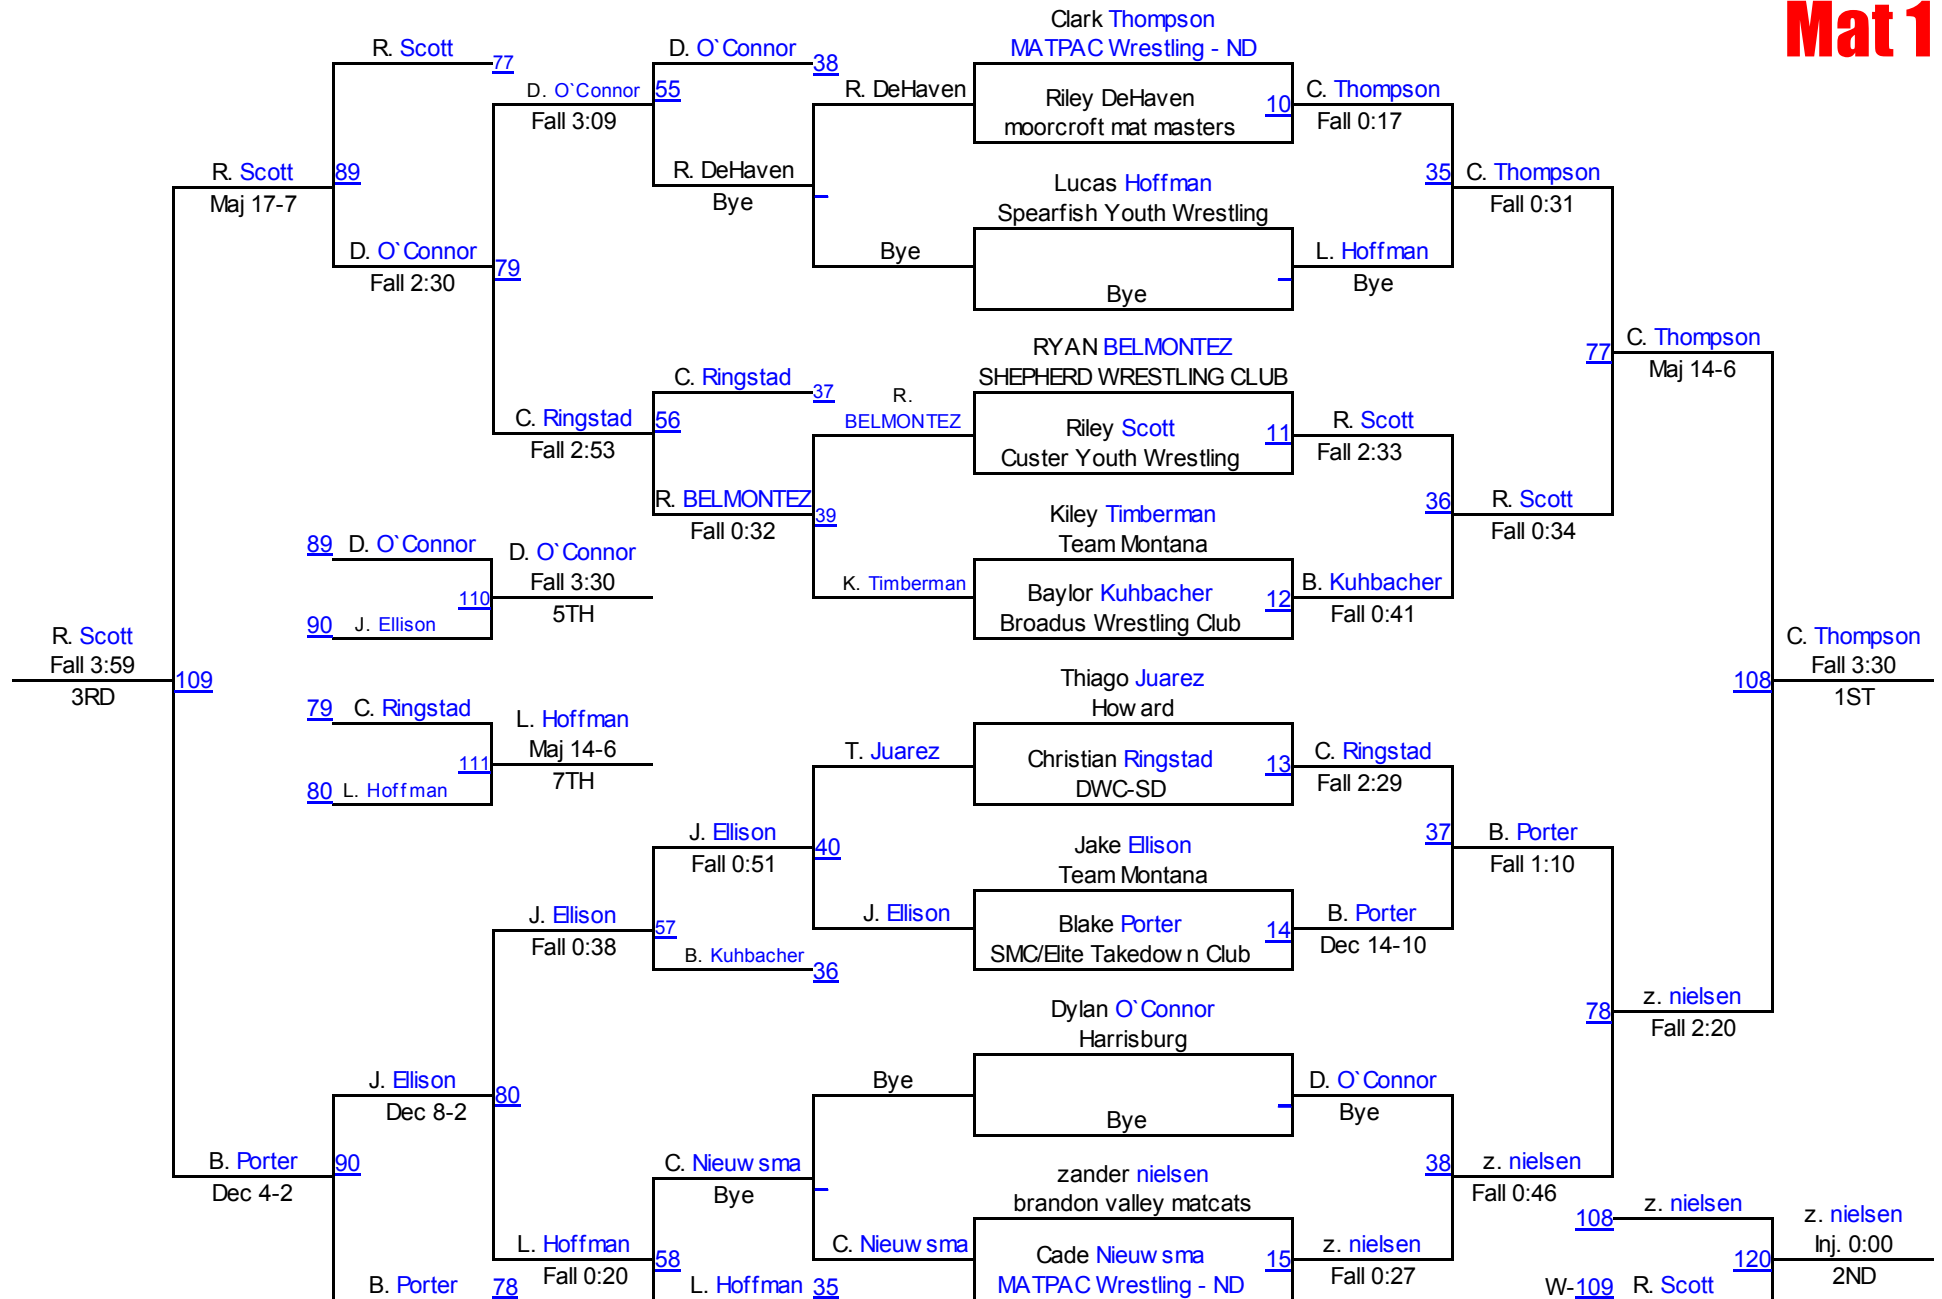 Mat 1
Clark Thompson
MATPAC Wrestling - ND
R. Scott
77
D. O`Connor
38
D. O`Connor
55
Fall 3:09
R. DeHaven
Riley DeHaven
moorcroft mat masters
10
C. Thompson
Fall 0:17
R. Scott
89
Maj 17-7
R. DeHaven
Bye
Lucas Hoffman
Spearfish Youth Wrestling
35
C. Thompson
Fall 0:31
D. O`Connor
Fall 2:30
79
Bye
Bye
L. Hoffman
Bye
RYAN BELMONTEZ
SHEPHERD WRESTLING CLUB
77
C. Thompson
Maj 14-6
C. Ringstad
37
C. Ringstad
56
Fall 2:53
R.
BELMONTEZ
Riley Scott
Custer Youth Wrestling
11
R. Scott
Fall 2:33
R. BELMONTEZ
39
Fall 0:32
Kiley Timberman
Team Montana
36
R. Scott
Fall 0:34
89
D. O`Connor
D. O`Connor
Fall 3:30
110
5TH
90
J. Ellison
K. Timberman
Baylor Kuhbacher
Broadus Wrestling Club
12
B. Kuhbacher
Fall 0:41
R. Scott
Fall 3:59
109
3RD
Thiago Juarez
Howard
108
C. Thompson
Fall 3:30
1ST
79
C. Ringstad
L. Hoffman
Maj 14-6
111
7TH
80
L. Hoffman
T. Juarez
Christian Ringstad
DWC-SD
13
C. Ringstad
Fall 2:29
J. Ellison
40
Fall 0:51
Jake Ellison
Team Montana
37
B. Porter
Fall 1:10
J. Ellison
57
Fall 0:38
B. Kuhbacher
36
J. Ellison
Blake Porter
SMC/Elite Takedown Club
14
B. Porter
Dec 14-10
Dylan O`Connor
Harrisburg
78
z. nielsen
Fall 2:20
J. Ellison
80
Dec 8-2
Bye
Bye
D. O`Connor
Bye
B. Porter
90
Dec 4-2
C. Nieuwsma
Bye
zander nielsen
brandon valley matcats
38
z. nielsen
Fall 0:46
L. Hoffman
58
Fall 0:20
C. Nieuwsma
Cade Nieuwsma
MATPAC Wrestling - ND
15
z. nielsen
Fall 0:27
B. Porter
78
L. Hoffman
35
108
z. nielsen
z. nielsen
Inj. 0:00
120
2ND
W-109
R. Scott